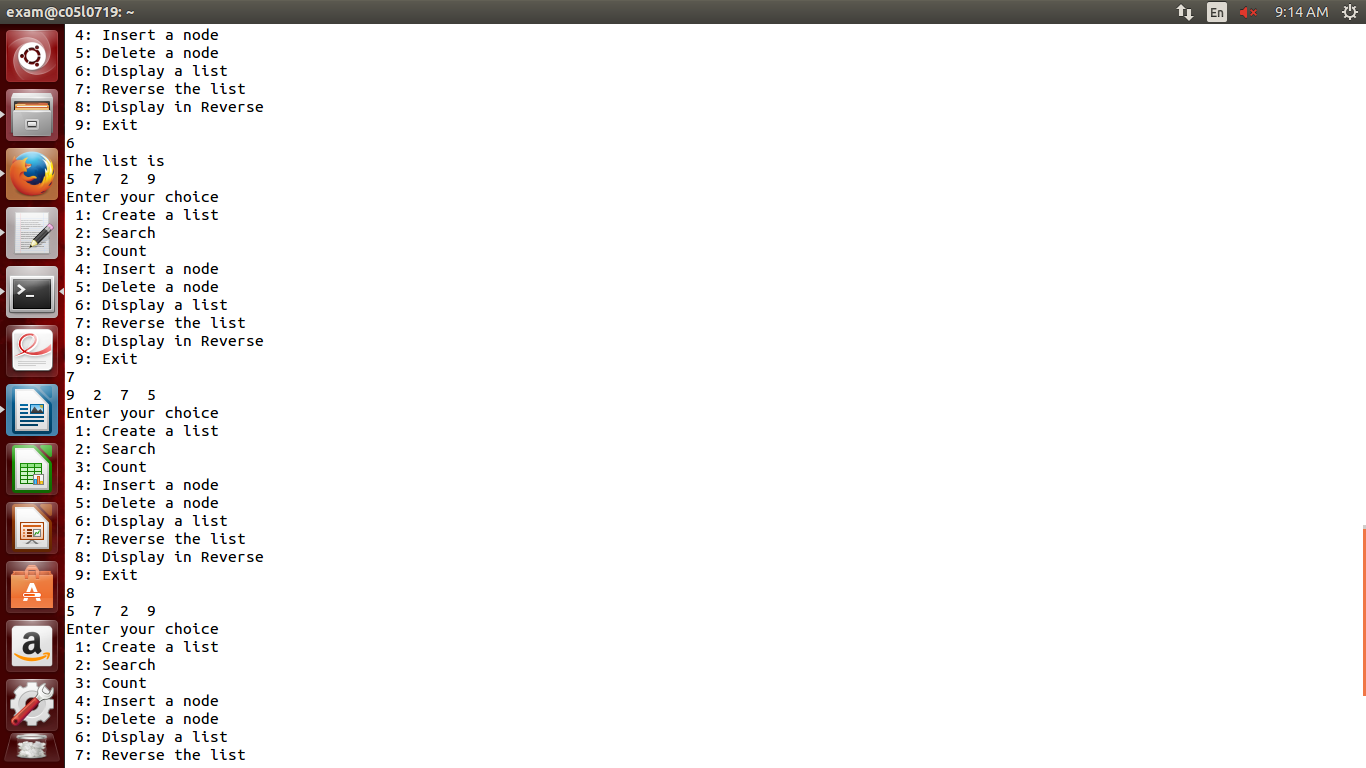 exam@c05l0719: ~ En 9:14 AM
4: Insert a node
5: Delete a node
6: Display a list
7: Reverse the list
8: Display in Reverse
9: Exit
6
The list is
5 7 2 9
Enter your choice
1: Create a list
2: Search
3: Count
4: Insert a node
5: Delete a node
6: Display a list
7: Reverse the list
8: Display in Reverse
9: Exit
7
9 2 7 5
Enter your choice
1: Create a list
2: Search
3: Count
4: Insert a node
5: Delete a node
6: Display a list
7: Reverse the list
8: Display in Reverse
9: Exit
8
5 7 2 9
Enter your choice
1: Create a list
2: Search
3: Count
4: Insert a node
5: Delete a node
6: Display a list
7: Reverse the list